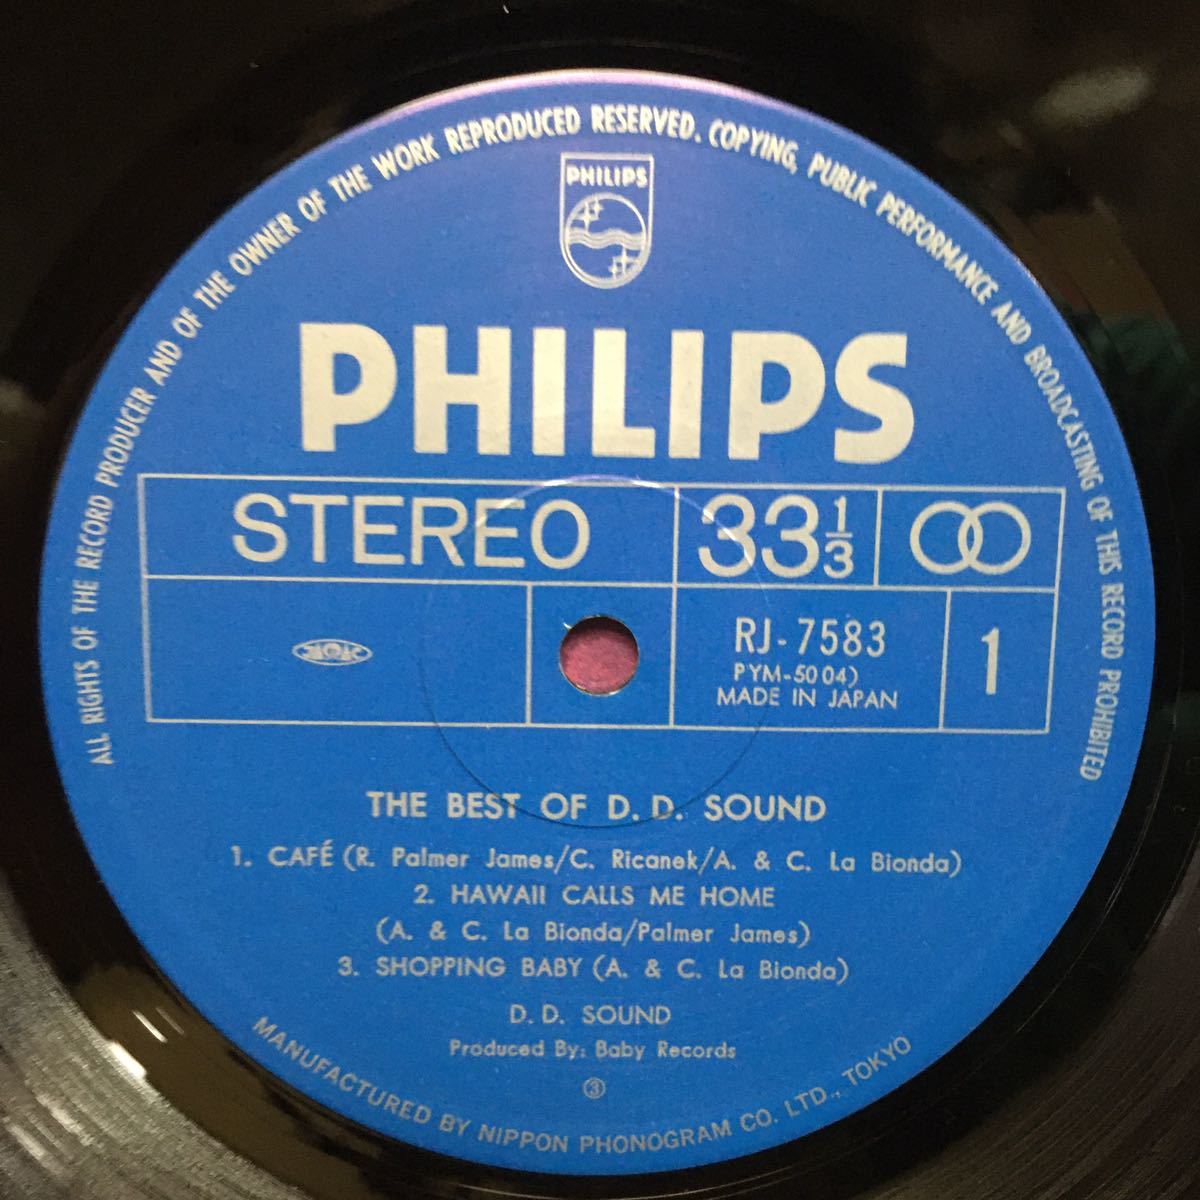 ALL RIGHTS OF THE RECORD PRODUCER AND OF THE OWNER OF THE WORK REPRODUCED RESERVED. COPYING, PUBLIC PERFORMANCE AND BROADCASTING OF THIS RECORD PROHIBITED
PHILIPS
PHILIPS
STEREO
33 1/3
RJ-7583
PYM-5004)
MADE IN JAPAN
1
THE BEST OF D. D. SOUND
1. CAFÉ (R. Palmer James/C. Ricanek/A. & C. La Bionda)
2. HAWAII CALLS ME HOME
(A. & C. La Bionda/Palmer James)
3. SHOPPING BABY (A. & C. La Bionda)
D. D. SOUND
Produced By: Baby Records
③
MANUFACTURED BY NIPPON PHONOGRAM CO. LTD., TOKYO